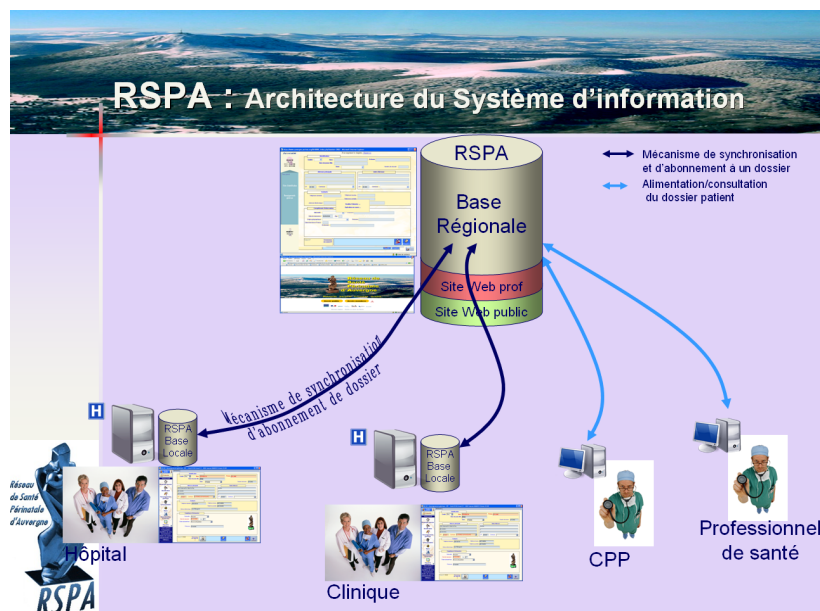 RSPA : Architecture du Système d'information
RSPA
Base
Régionale
Site Web prof
Site Web public
Mécanisme de synchronisation
et d'abonnement à un dossier
Alimentation/consultation
du dossier patient
Mécanisme de synchronisation
d'abonnement de dossier
H
RSPA
Base
Locale
H
RSPA
Base
Locale
Réseau
de Santé
Périnatale
d'Auvergne
RSPA
Hôpital
Clinique
CPP
Professionnel
de santé